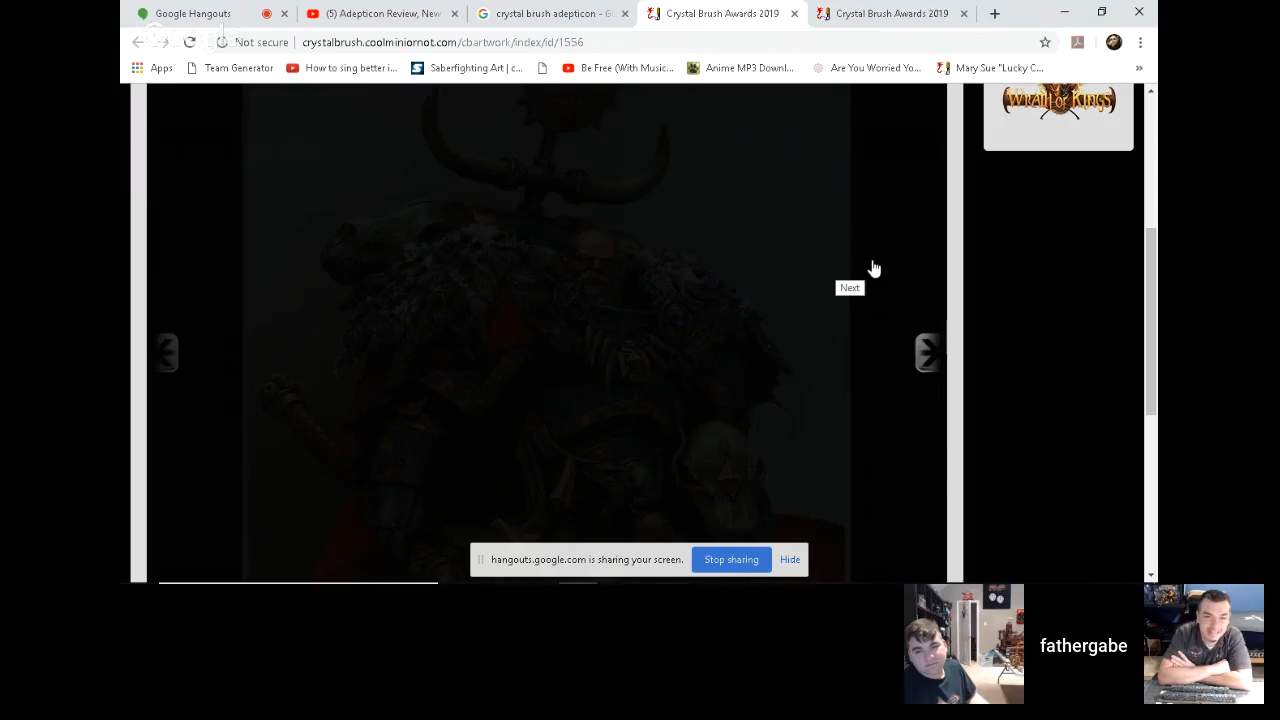 Google Hangouts
(5) Adepticon Review, New
Crystal brush awards 2019 - G
Crystal Brush Awards 2019
Crystal Brush Awards 2019
Not secure
crystalbrush.coolminiornot.com/cbartwork/index/id/1556
Apps
Team Generator
How to sing better i...
Saberfighting Art | c...
Be Free (With Music...
Anime MP3 Downl...
So You Worried Yo...
Mary Sue "Lucky C...
»
WRATH OF KINGS
Next
hangouts.google.com is sharing your screen.
Stop sharing
Hide
fathergabe